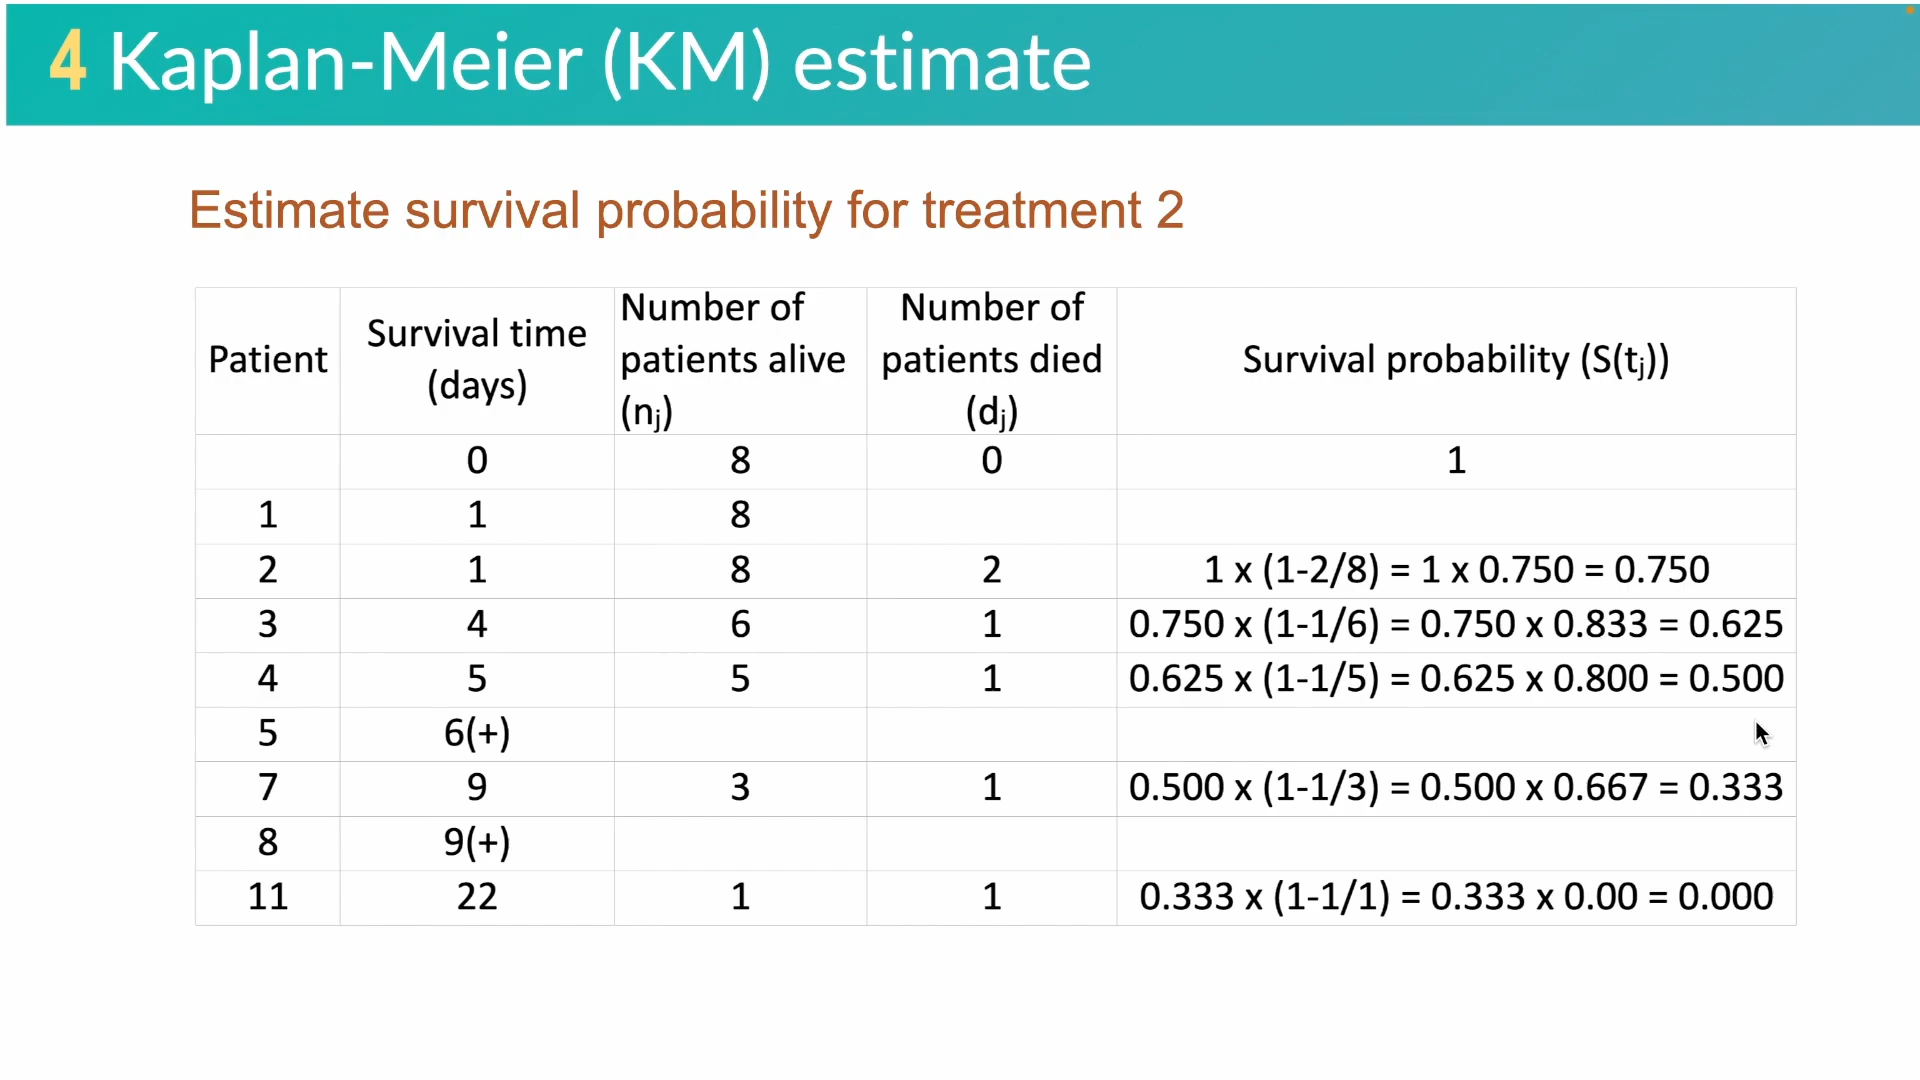 4 Kaplan-Meier (KM) estimate
Estimate survival probability for treatment 2
Patient
Survival time
(days)
Number of
patients alive
(nj)
Number of
patients died
(dj)
Survival probability (S(tj))
0 8 0 1
1 1 8
2 1 8 2 1 x (1-2/8) = 1 x 0.750 = 0.750
3 4 6 1 0.750 x (1-1/6) = 0.750 x 0.833 = 0.625
4 5 5 1 0.625 x (1-1/5) = 0.625 x 0.800 = 0.500
5 6(+)
7 9 3 1 0.500 x (1-1/3) = 0.500 x 0.667 = 0.333
8 9(+)
11 22 1 1 0.333 x (1-1/1) = 0.333 x 0.00 = 0.000